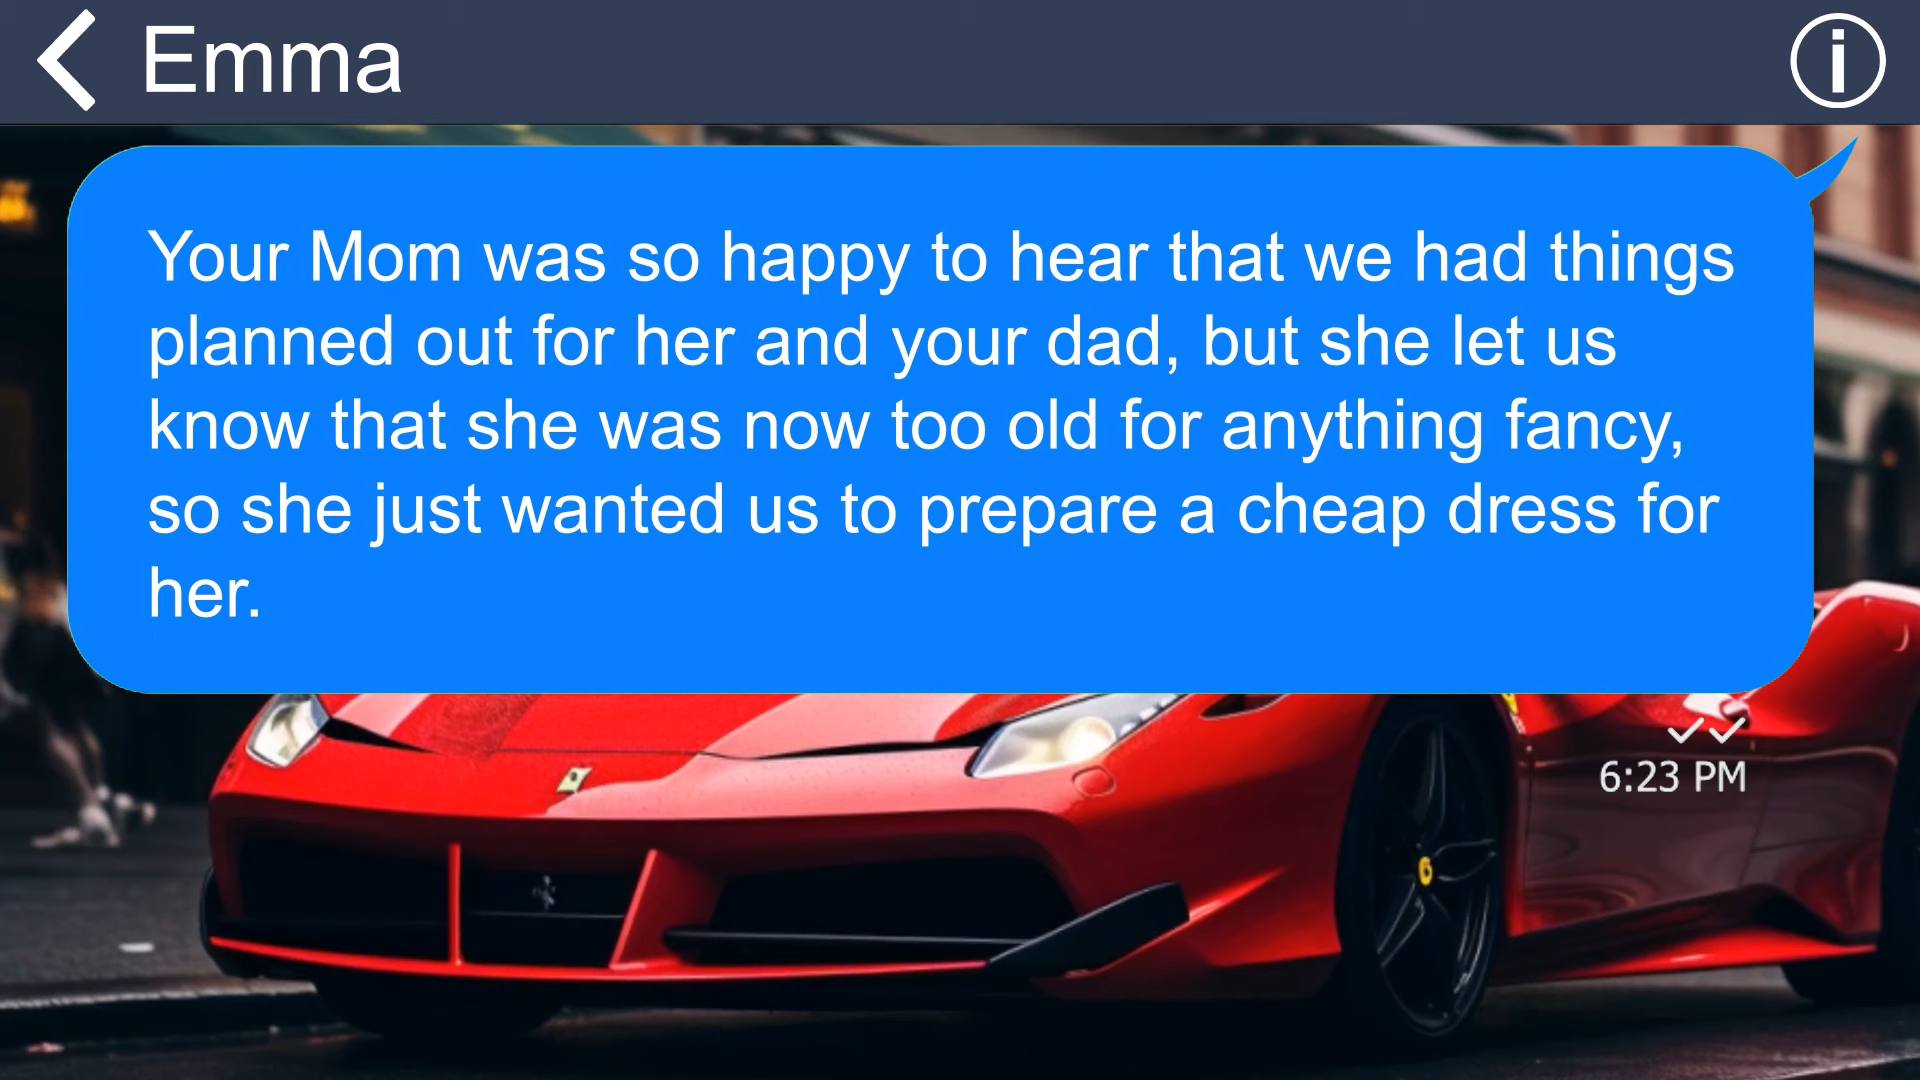 Emma
Your Mom was so happy to hear that we had things
planned out for her and your dad, but she let us
know that she was now too old for anything fancy,
so she just wanted us to prepare a cheap dress for
her.
6:23 PM